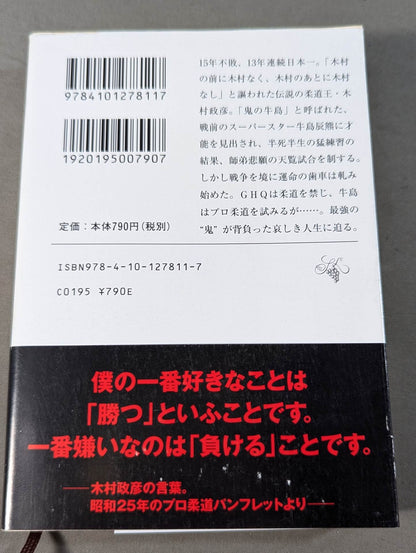 9784101278117
1920195007907
定価：本体790円（税別）
15年不敗、13年連続日本一。「木村
の前に木村なく、木村のあとに木村
なし」と謳われた伝説の柔道王・木
村政彦。「鬼の牛島」と呼ばれた、
戦前のスーパースター牛島辰熊に才
能を見出され、半死半生の猛練習の
結果、師弟悲願の天覧試合を制する。
しかし戦争を境に運命の歯車は軋み
始めた。GHQは柔道を禁じ、牛島
はプロ柔道を試みるが……。最強の
“鬼”が背負った哀しき人生に迫る。
ISBN978-4-10-127811-7
C0195 ¥790E
僕の一番好きなことは
「勝つ」といふことです。
一番嫌いなのは「負ける」ことです。
——木村政彦の言葉。
昭和25年のプロ柔道パンフレットより——